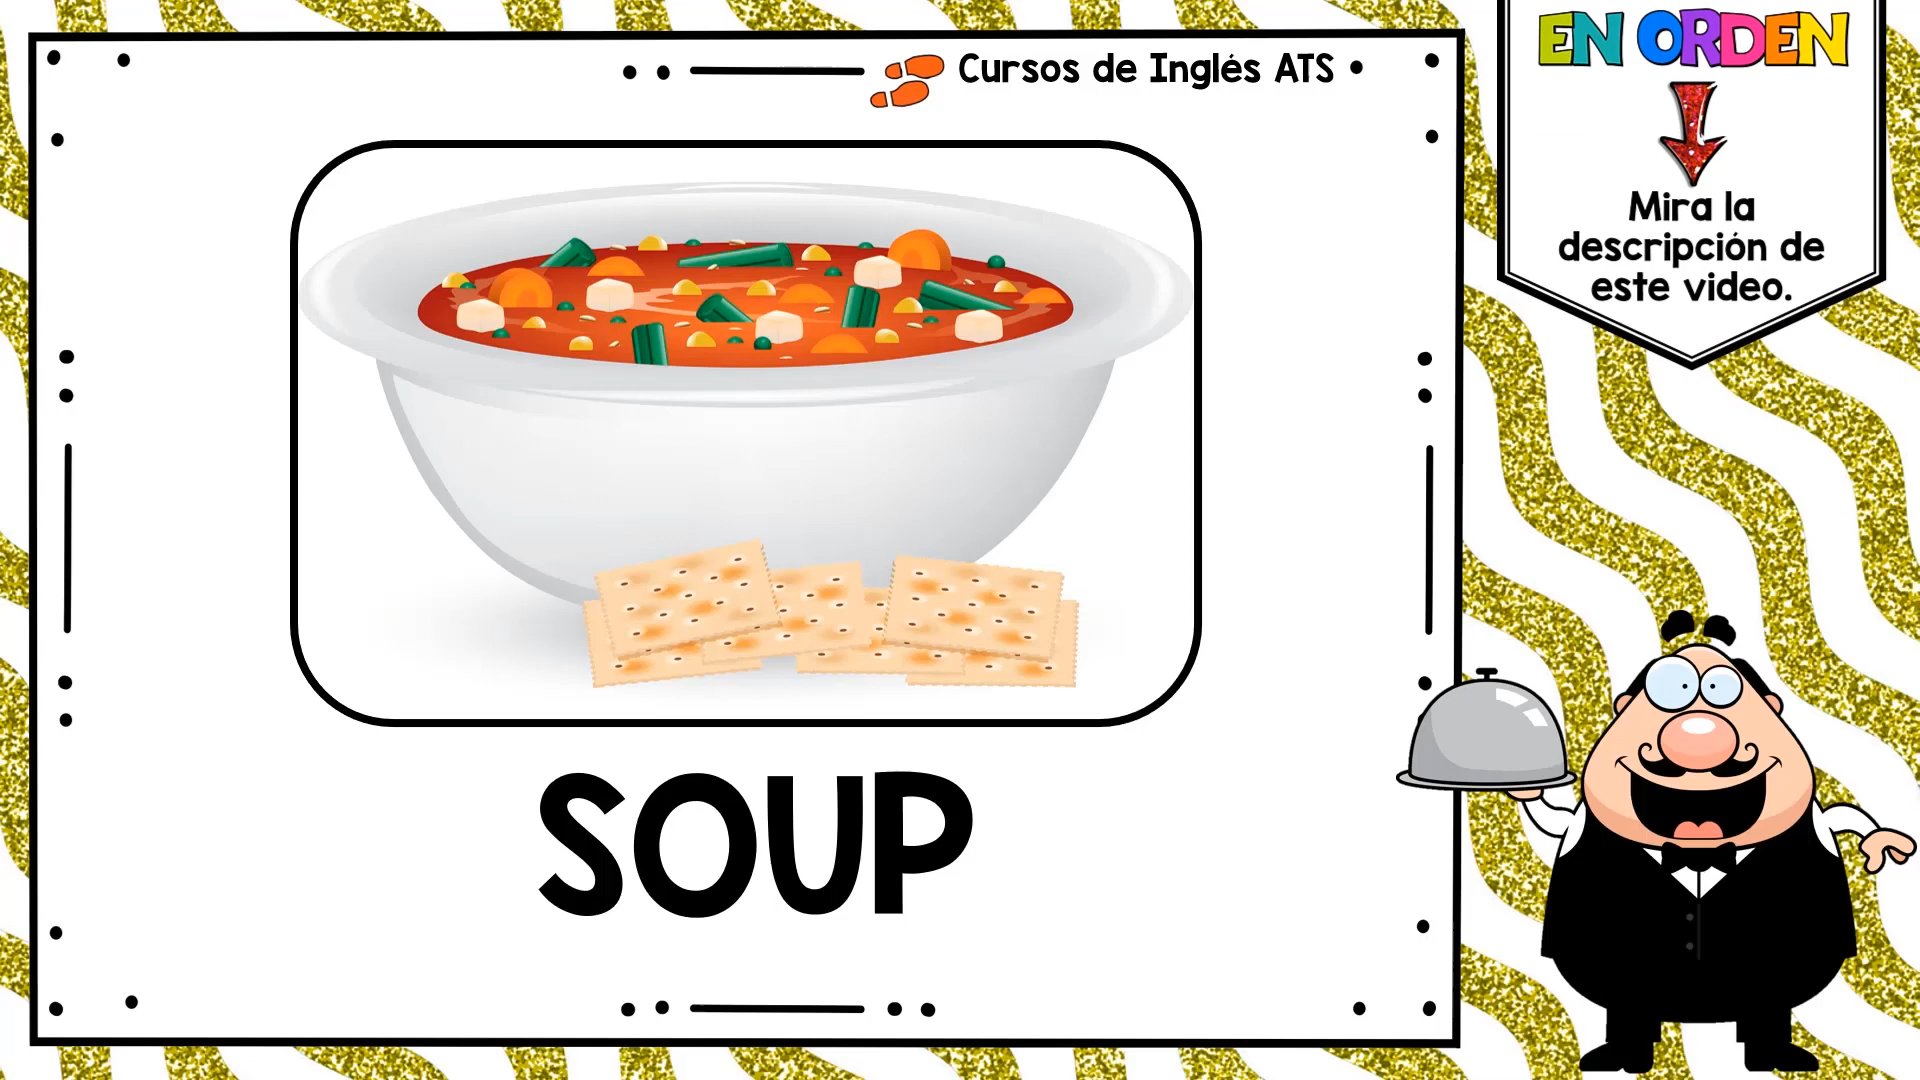 Cursos de Inglés ATS
SOUP
EN ORDEN
Mira la
descripción de
este video.